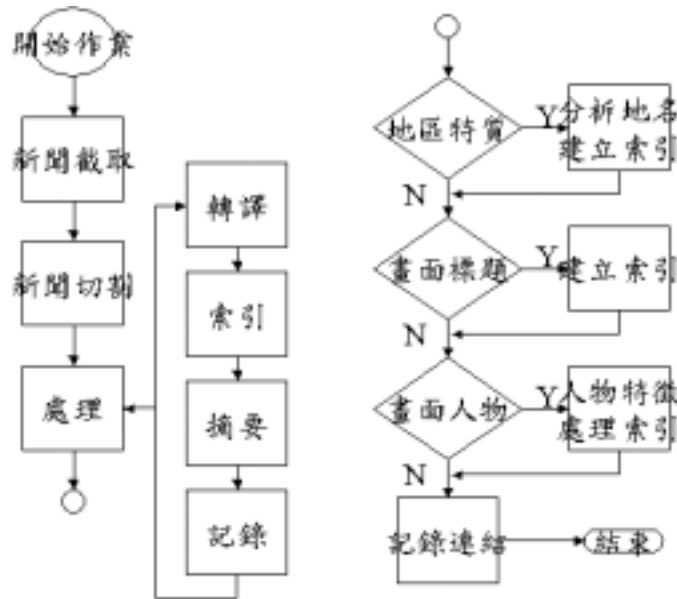 開始作業
新聞截取
新聞切割
處理
轉譯
索引
摘要
記錄
地區特質
Y
分析地名
建立索引
N
畫面標題
Y
建立索引
N
畫面人物
Y
人物特徵
處理索引
N
記錄連結
結束